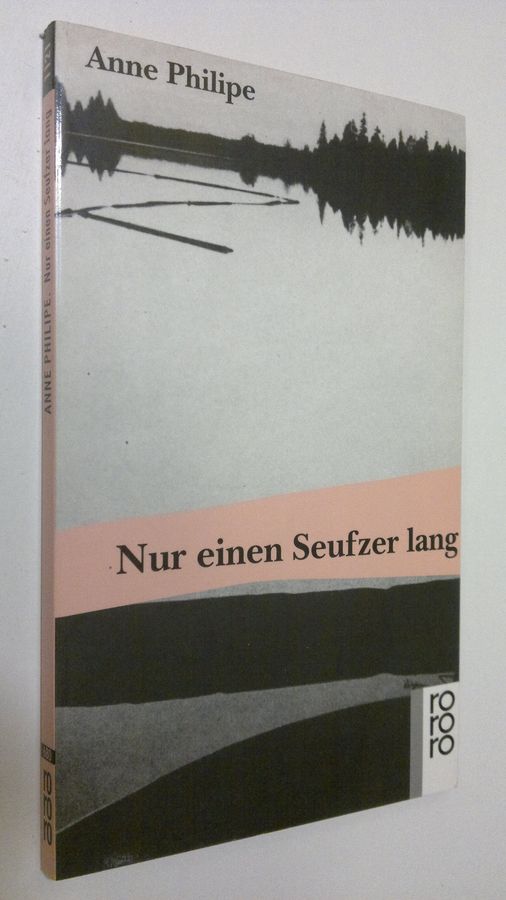 Anne Philipe
Nur einen Seufzer lang
ro
ro
ro
ANNE PHILIPE. Nur einen Seufzer lang